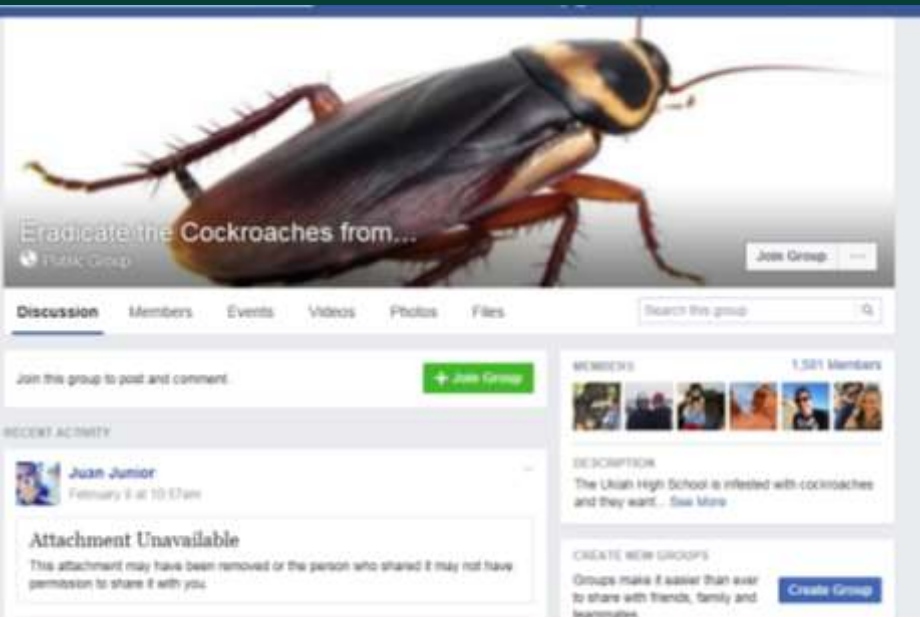 Eradicate the Cockroaches from...
Public Group
Join Group
Discussion Members Events Videos Photos Files
Search this group
Join this group to post and comment.
+ Join Group
RECENT ACTIVITY
Juan Junior
at 10:57am
Attachment Unavailable
This attachment may have been removed or the person who shared it may not have
permission to share it with you.
MEMBERS
Members
DESCRIPTION
The Ukiah High School is infested with cockroaches
and they want... See More
CREATE NEW GROUPS
Groups make it easier than ever
to share with friends, family and
teammates.
Create Group